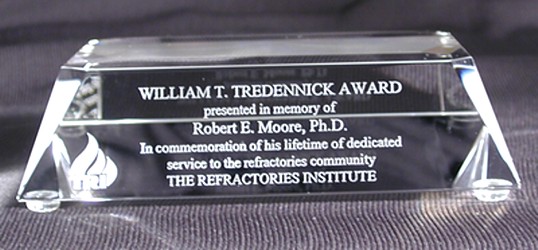 WILLIAM T. TREDENNICK AWARD
presented in memory of
Robert E. Moore, Ph.D.
In commemoration of his lifetime of dedicated
service to the refractories community
THE REFRACTORIES INSTITUTE